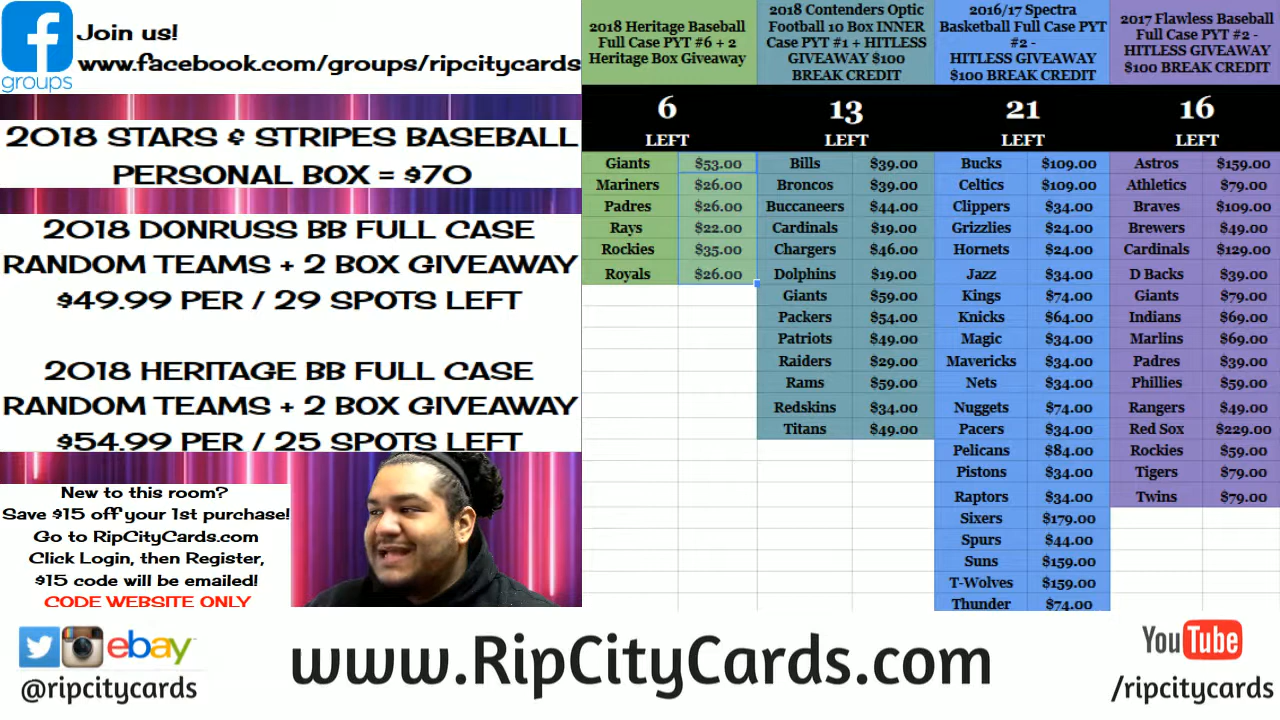 f
groups
Join us!
www.facebook.com/groups/ripcitycards
2018 STARS & STRIPES BASEBALL
PERSONAL BOX = $70
2018 DONRUSS BB FULL CASE
RANDOM TEAMS + 2 BOX GIVEAWAY
$49.99 PER / 29 SPOTS LEFT
2018 HERITAGE BB FULL CASE
RANDOM TEAMS + 2 BOX GIVEAWAY
$54.99 PER / 25 SPOTS LEFT
New to this room?
Save $15 off your 1st purchase!
Go to RipCityCards.com
Click Login, then Register,
$15 code will be emailed!
CODE WEBSITE ONLY
2018 Heritage Baseball
Full Case PYT #6 + 2
Heritage Box Giveaway
6
LEFT
Giants $53.00
Mariners $26.00
Padres $26.00
Rays $22.00
Rockies $35.00
Royals $26.00
2018 Contenders Optic
Football 10 Box INNER
Case PYT #1 + HITLESS
GIVEAWAY $100
BREAK CREDIT
13
LEFT
Bills $39.00
Broncos $39.00
Buccaneers $44.00
Cardinals $19.00
Chargers $46.00
Dolphins $19.00
Giants $59.00
Packers $54.00
Patriots $49.00
Raiders $29.00
Rams $59.00
Redskins $34.00
Titans $49.00
2016/17 Spectra
Basketball Full Case PYT
#2 -
HITLESS GIVEAWAY
$100 BREAK CREDIT
21
LEFT
Bucks $109.00
Celtics $109.00
Clippers $34.00
Grizzlies $24.00
Hornets $24.00
Jazz $34.00
Kings $74.00
Knicks $64.00
Magic $34.00
Mavericks $34.00
Nets $34.00
Nuggets $74.00
Pacers $34.00
Pelicans $84.00
Pistons $34.00
Raptors $34.00
Sixers $179.00
Spurs $44.00
Suns $159.00
T-Wolves $159.00
Thunder $74.00
2017 Flawless Baseball
Full Case PYT #2 -
HITLESS GIVEAWAY
$100 BREAK CREDIT
16
LEFT
Astros $159.00
Athletics $79.00
Braves $109.00
Brewers $49.00
Cardinals $129.00
D Backs $39.00
Giants $79.00
Indians $69.00
Marlins $69.00
Padres $39.00
Phillies $59.00
Rangers $49.00
Red Sox $229.00
Rockies $59.00
Tigers $79.00
Twins $79.00
ebay
@ripcitycards
www.RipCityCards.com
YouTube
/ripcitycards